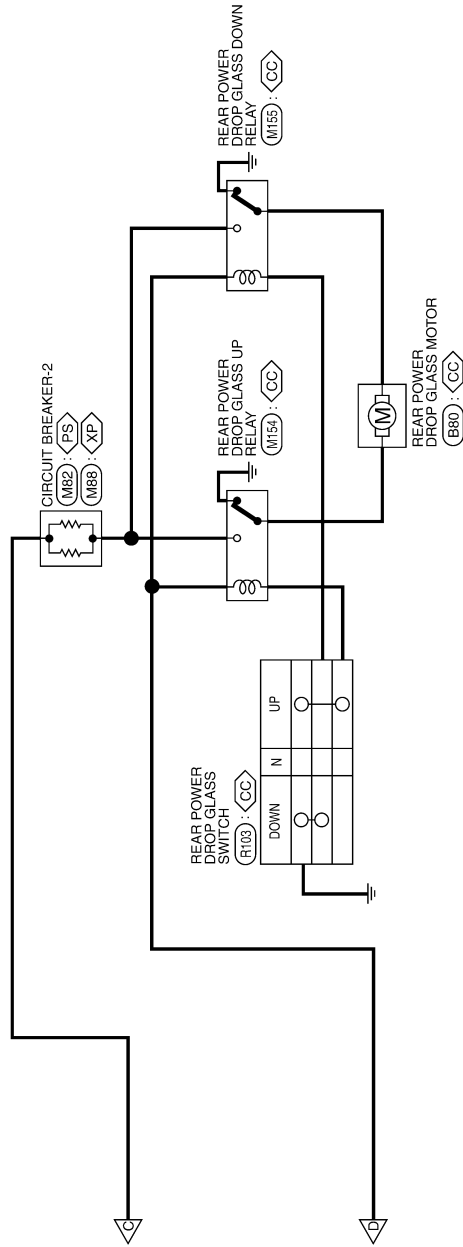 C
CIRCUIT BREAKER-2
M82 : PS
M88 : XP
REAR POWER
DROP GLASS DOWN
RELAY
M155 : CC
REAR POWER
DROP GLASS UP
RELAY
M154 : CC
REAR POWER
DROP GLASS
SWITCH
R103 : CC
DOWN N UP
M
REAR POWER
DROP GLASS MOTOR
B80 : CC
D